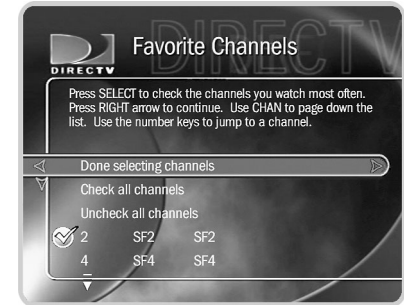 DIRECTV
Favorite Channels
DIRECTV
Press SELECT to check the channels you watch most often.
Press RIGHT arrow to continue. Use CHAN to page down the
list. Use the number keys to jump to a channel.
Done selecting channels
Check all channels
Uncheck all channels
2 SF2 SF2
4 SF4 SF4